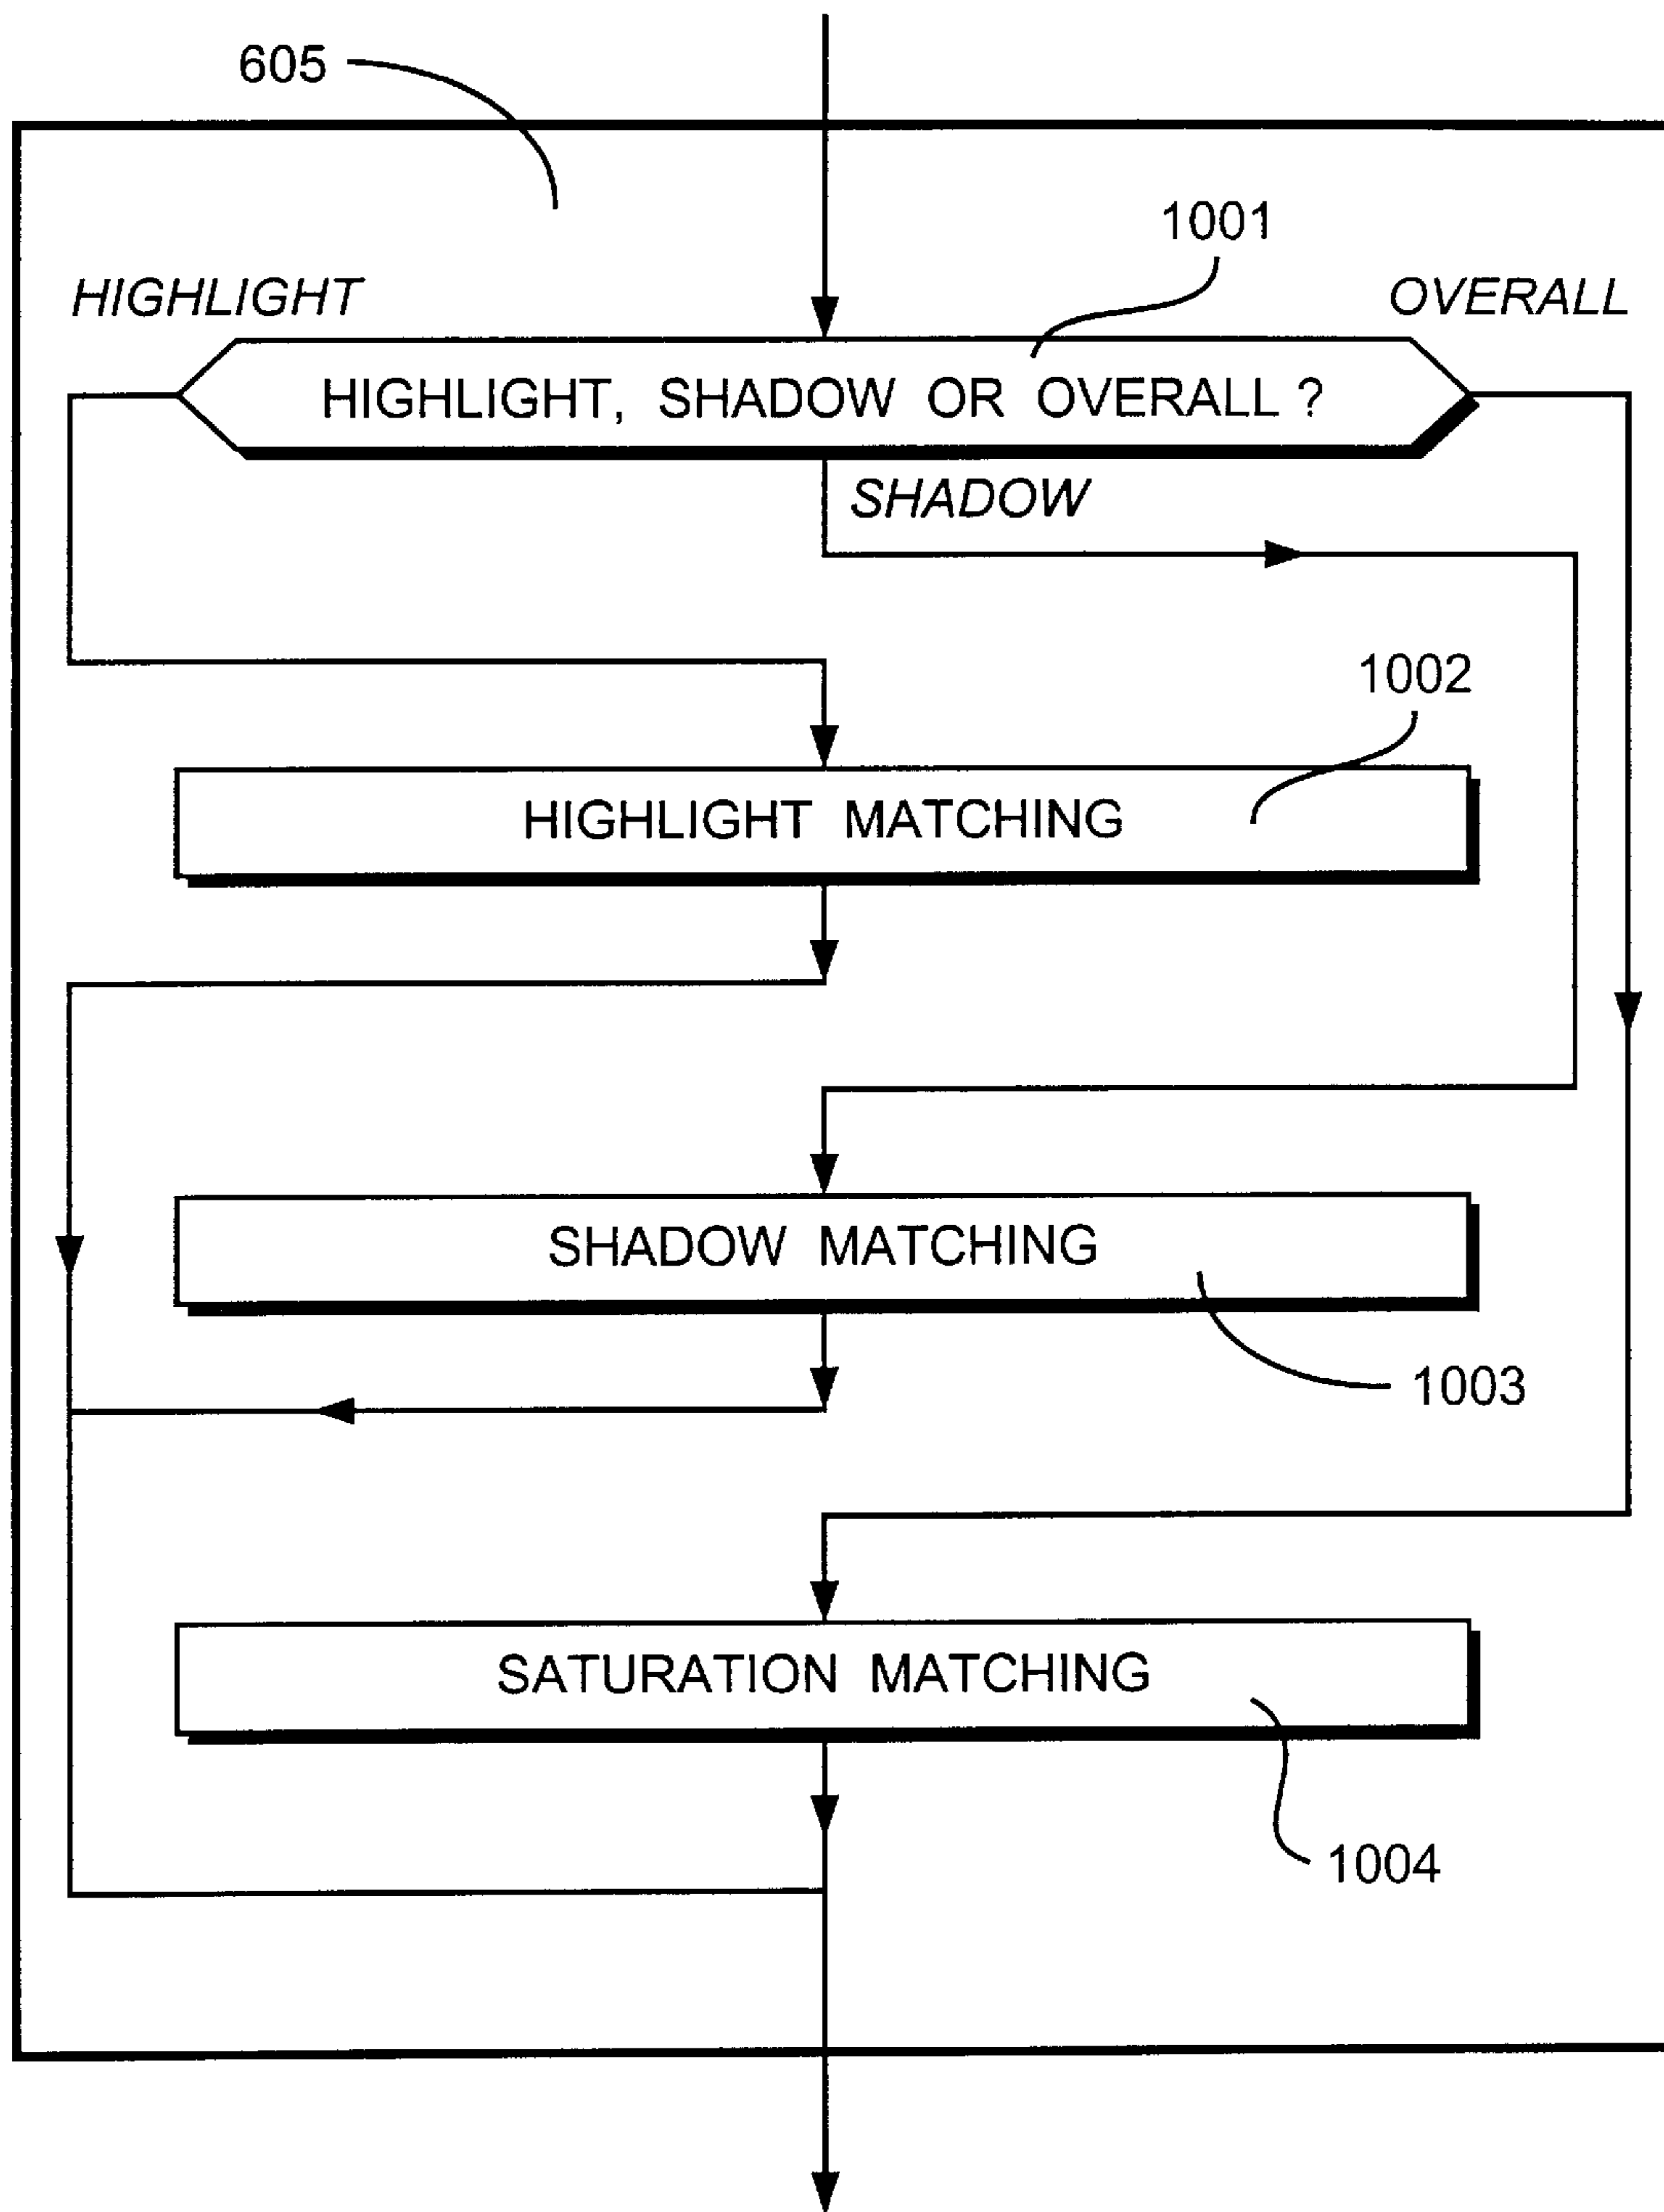 605
1001
HIGHLIGHT
OVERALL
HIGHLIGHT, SHADOW OR OVERALL ?
SHADOW
1002
HIGHLIGHT MATCHING
SHADOW MATCHING
1003
SATURATION MATCHING
1004